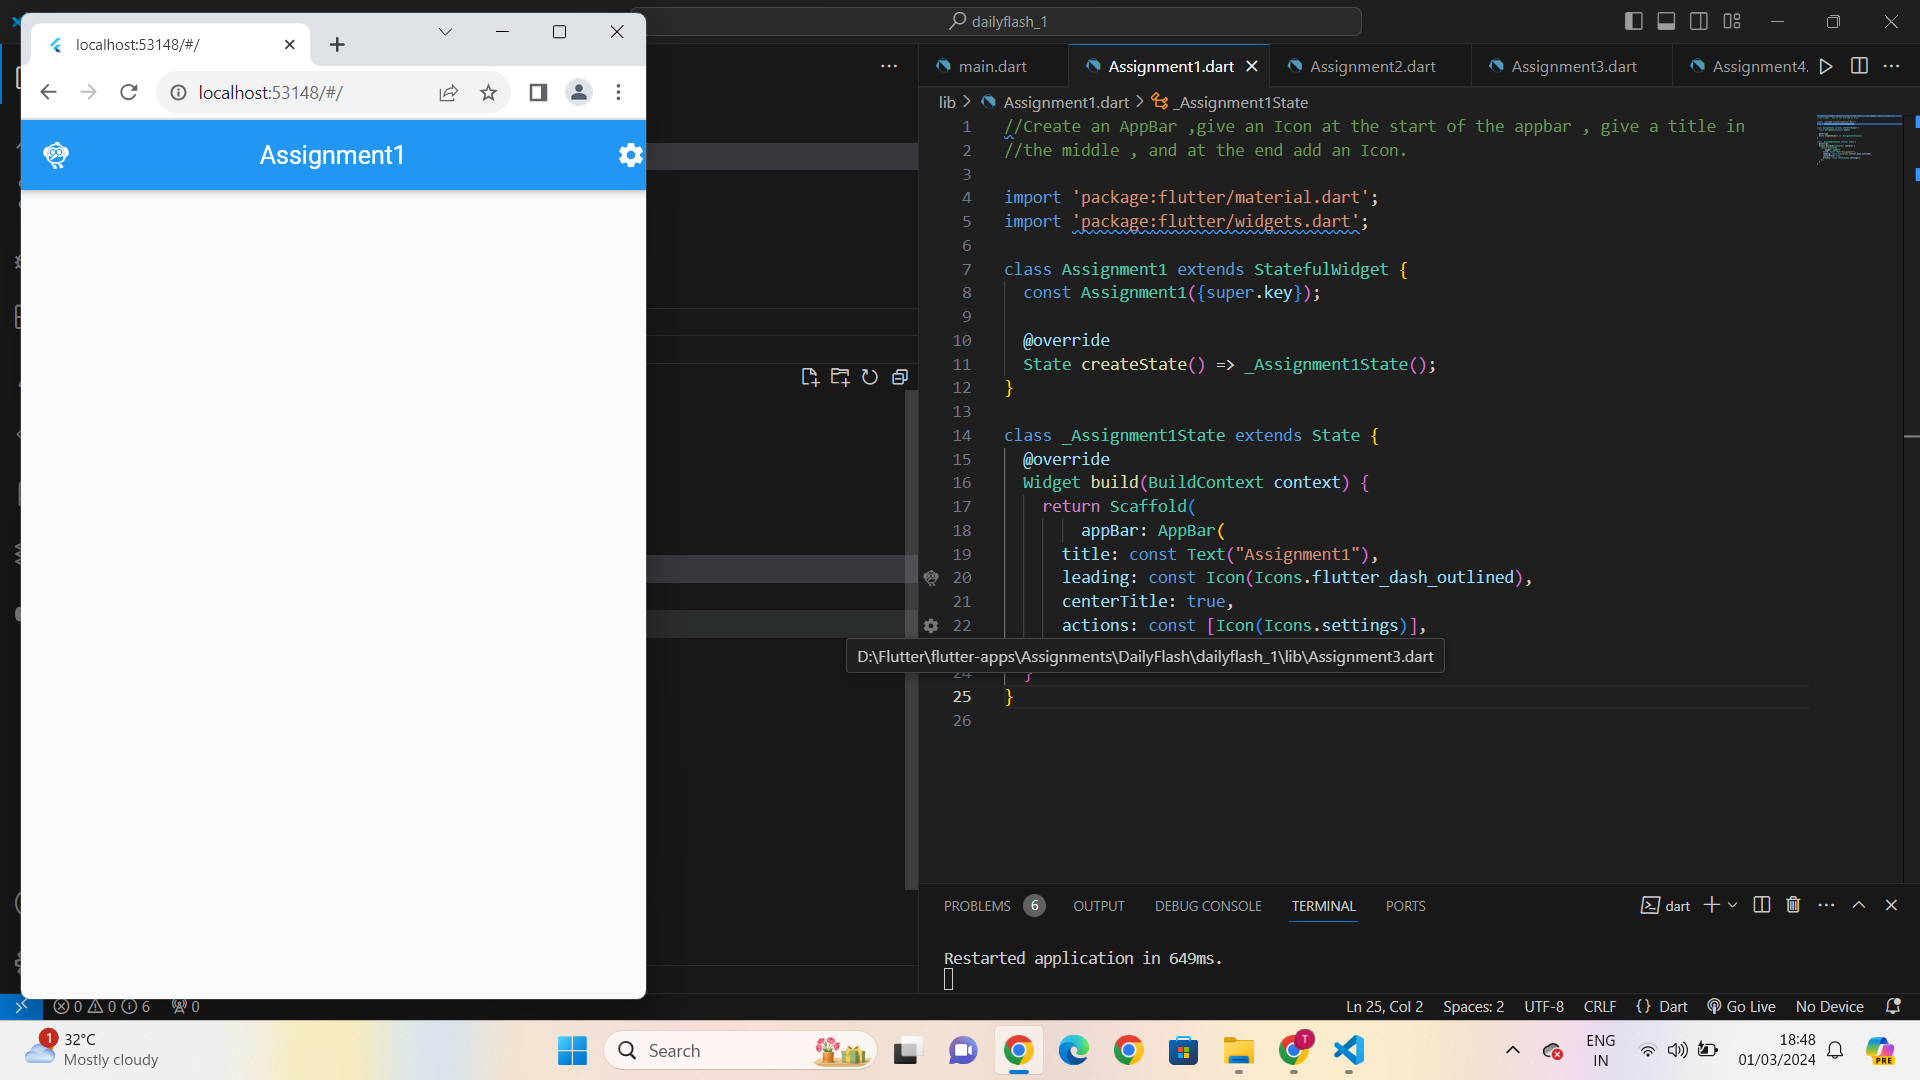 dailyflash_1
localhost:53148/#/
localhost:53148/#/
Assignment1
main.dart
Assignment1.dart
Assignment2.dart
Assignment3.dart
Assignment4.
lib > Assignment1.dart > _Assignment1State
1 //Create an AppBar ,give an Icon at the start of the appbar , give a title in
2 //the middle , and at the end add an Icon.
3
4 import 'package:flutter/material.dart';
5 import 'package:flutter/widgets.dart';
6
7 class Assignment1 extends StatefulWidget {
8 const Assignment1({super.key});
9
10 @override
11 State createState() => _Assignment1State();
12 }
13
14 class _Assignment1State extends State {
15 @override
16 Widget build(BuildContext context) {
17 return Scaffold(
18 appBar: AppBar(
19 title: const Text("Assignment1"),
20 leading: const Icon(Icons.flutter_dash_outlined),
21 centerTitle: true,
22 actions: const [Icon(Icons.settings)],
D:\Flutter\flutter-apps\Assignments\DailyFlash\dailyflash_1\lib\Assignment3.dart
24 }
25 }
26
PROBLEMS 6 OUTPUT DEBUG CONSOLE TERMINAL PORTS
dart
Restarted application in 649ms.
0 0 6 0
Ln 25, Col 2 Spaces: 2 UTF-8 CRLF {} Dart Go Live No Device
1
32°C
Mostly cloudy
Search
T
ENG
IN
18:48
01/03/2024
PRE